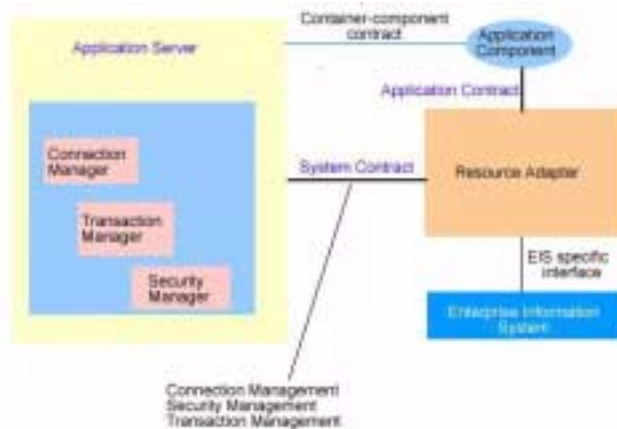 Container-component
contract
Application Server
Application
Component
Application Contract
Connection
Manager
System Contract
Resource Adapter
Transaction
Manager
EIS specific
interface
Security
Manager
Enterprise Information
System
Connection Management
Security Management
Transaction Management